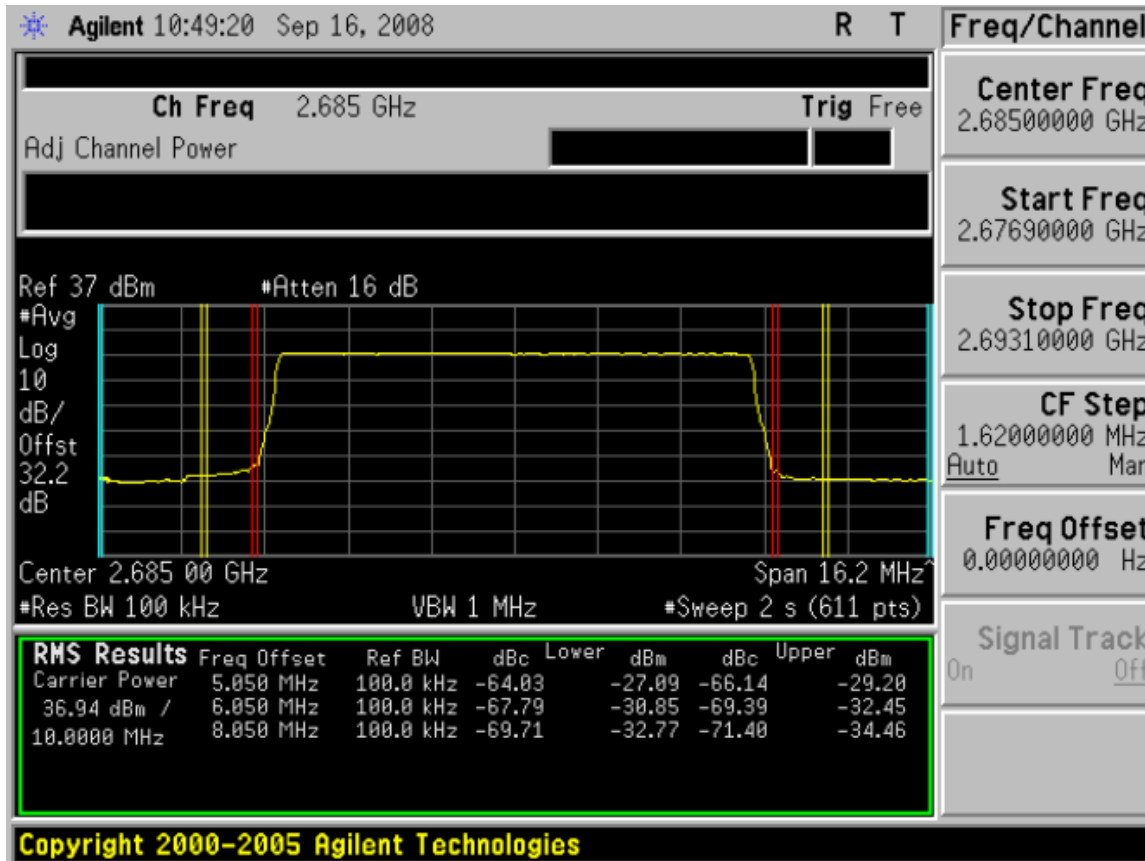 Agilent 10:49:20 Sep 16, 2008 R T
Ch Freq 2.685 GHz Trig Free
Adj Channel Power
Ref 37 dBm #Atten 16 dB
#Avg
Log
10
dB/
Offst
32.2
dB
Center 2.685 00 GHz Span 16.2 MHz^
#Res BW 100 kHz VBW 1 MHz #Sweep 2 s (611 pts)
RMS Results Freq Offset Ref BW dBc Lower dBm dBc Upper dBm
Carrier Power 5.050 MHz 100.0 kHz -64.03 -27.09 -66.14 -29.20
36.94 dBm / 6.050 MHz 100.0 kHz -67.79 -30.85 -69.39 -32.45
10.0000 MHz 8.050 MHz 100.0 kHz -69.71 -32.77 -71.40 -34.46
Copyright 2000-2005 Agilent Technologies
Freq/Channel
Center Freq
2.68500000 GHz
Start Freq
2.67690000 GHz
Stop Freq
2.69310000 GHz
CF Step
1.62000000 MHz
Auto Man
Freq Offset
0.00000000 Hz
Signal Track
On Off